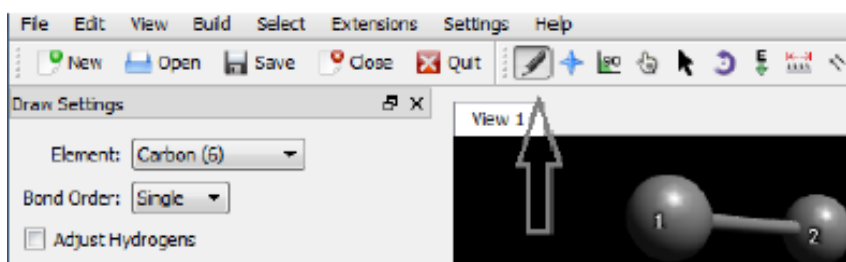 File Edit View Build Select Extensions Settings Help
New Open Save Close Quit E
Draw Settings
View 1
Element: Carbon (6)
Bond Order: Single
Adjust Hydrogens
1
2